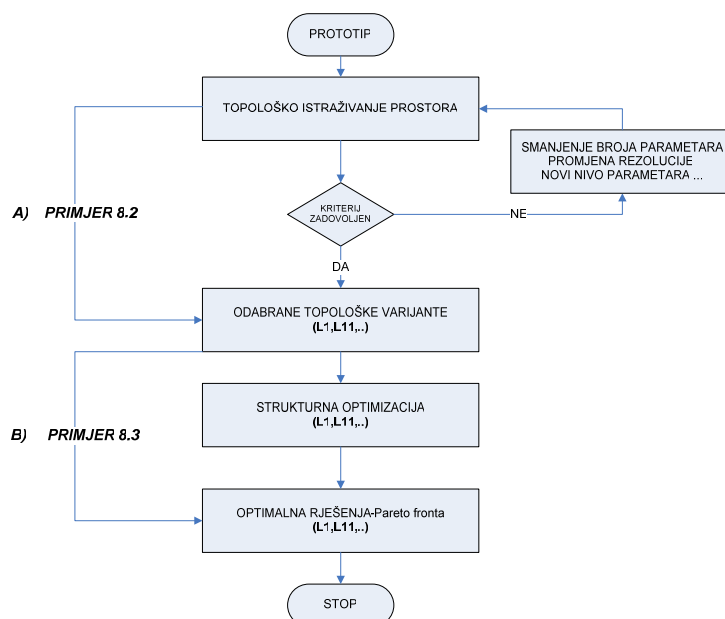 PROTOTIP
TOPOLOŠKO ISTRAŽIVANJE PROSTORA
SMANJENJE BROJA PARAMETARA
PROMJENA REZOLUCIJE
NOVI NIVO PARAMETARA ...
KRITERIJ
ZADOVOLJEN
NE
A) PRIMJER 8.2
DA
ODABRANE TOPOLOŠKE VARIJANTE
(L1,L11,..)
STRUKTURNA OPTIMIZACIJA
(L1,L11,..)
B) PRIMJER 8.3
OPTIMALNA RJEŠENJA-Pareto fronta
(L1,L11,..)
STOP